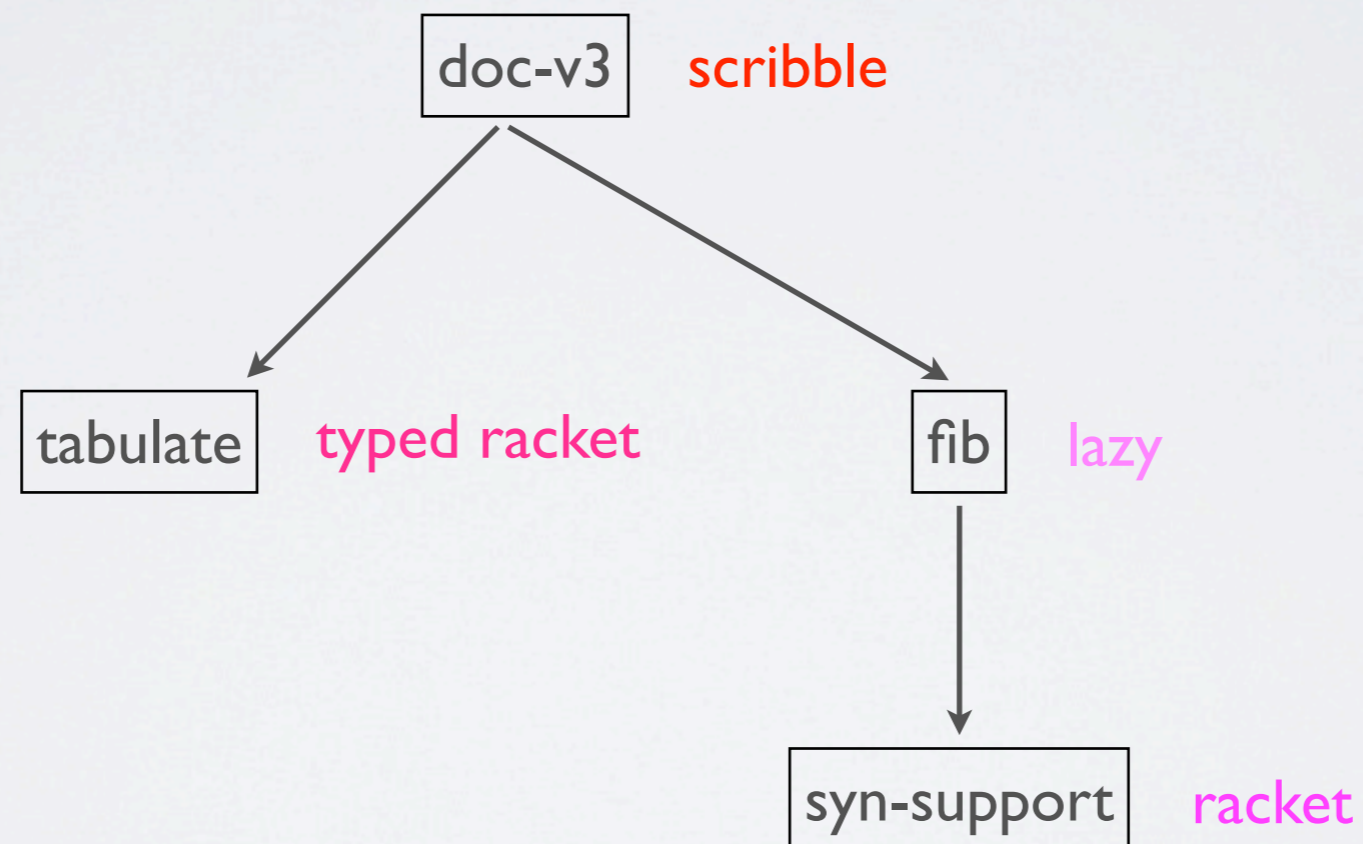 doc-v3 scribble
tabulate typed racket fib lazy
syn-support racket